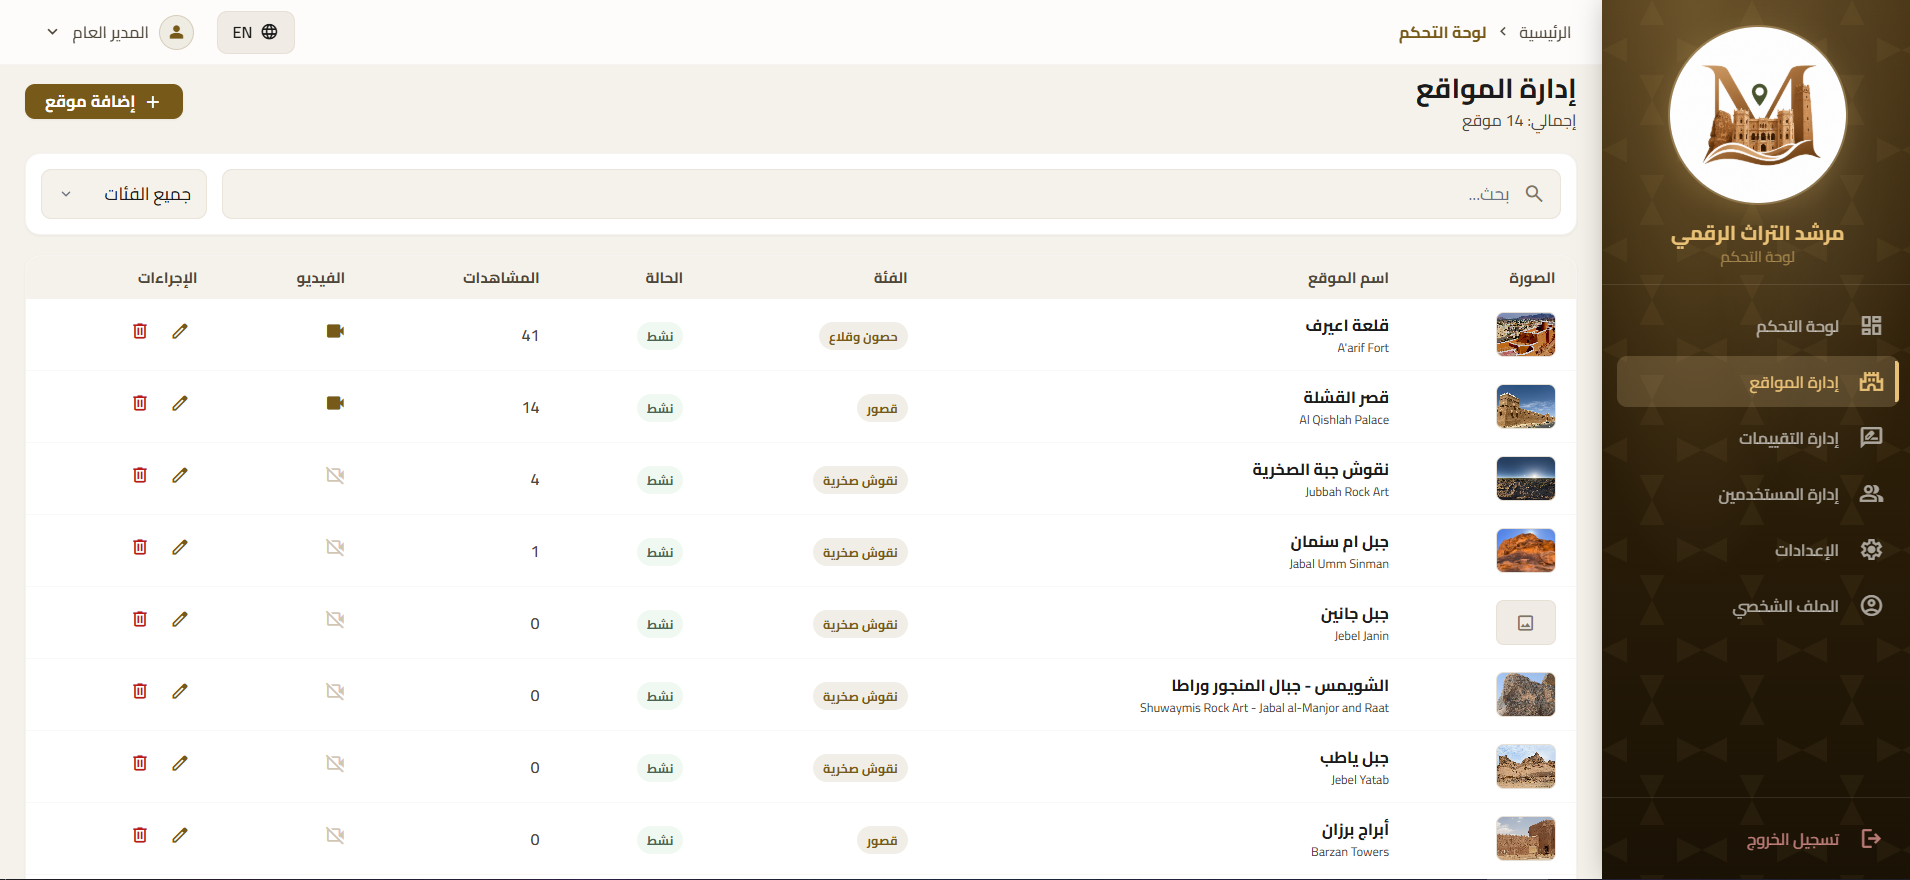 الرئيسية
لوحة التحكم
EN
المدير العام
إدارة المواقع
إجمالي: 14 موقع
إضافة موقع
بحث...
جميع الفئات
الصورة اسم الموقع الفئة الحالة المشاهدات الفيديو الإجراءات
قلعة اعيرف
A'arif Fort
حصون وقلاع نشط 41
قصر القشلة
Al Qishlah Palace
قصور نشط 14
نقوش جبة الصخرية
Jubbah Rock Art
نقوش صخرية نشط 4
جبل ام سنمان
Jabal Umm Sinman
نقوش صخرية نشط 1
جبل جانين
Jebel Janin
نقوش صخرية نشط 0
الشويمس - جبال المنجور وراطا
Shuwaymis Rock Art - Jabal al-Manjor and Raat
نقوش صخرية نشط 0
جبل ياطب
Jebel Yatab
نقوش صخرية نشط 0
أبراج برزان
Barzan Towers
قصور نشط 0
مرشد التراث الرقمي
لوحة التحكم
لوحة التحكم
إدارة المواقع
إدارة التقييمات
إدارة المستخدمين
الإعدادات
الملف الشخصي
تسجيل الخروج